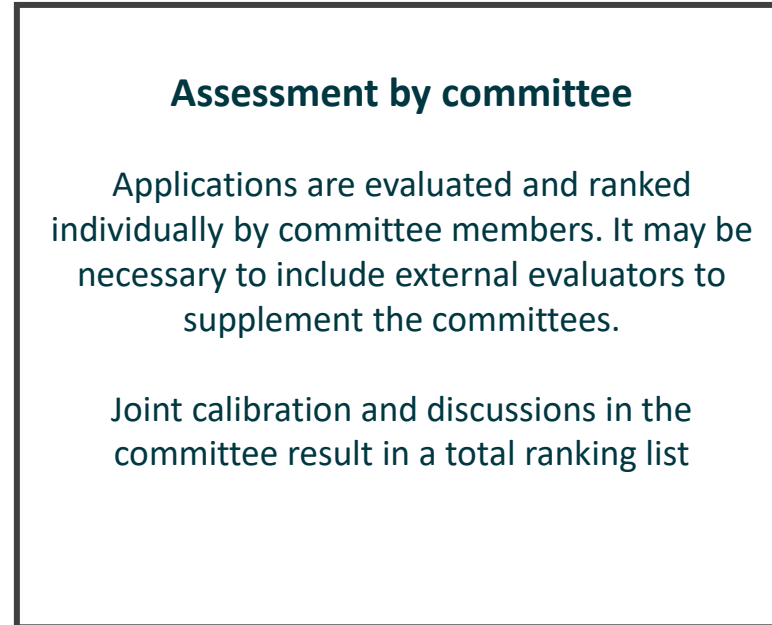 Assessment by committee
Applications are evaluated and ranked
individually by committee members. It may be
necessary to include external evaluators to
supplement the committees.
Joint calibration and discussions in the
committee result in a total ranking list